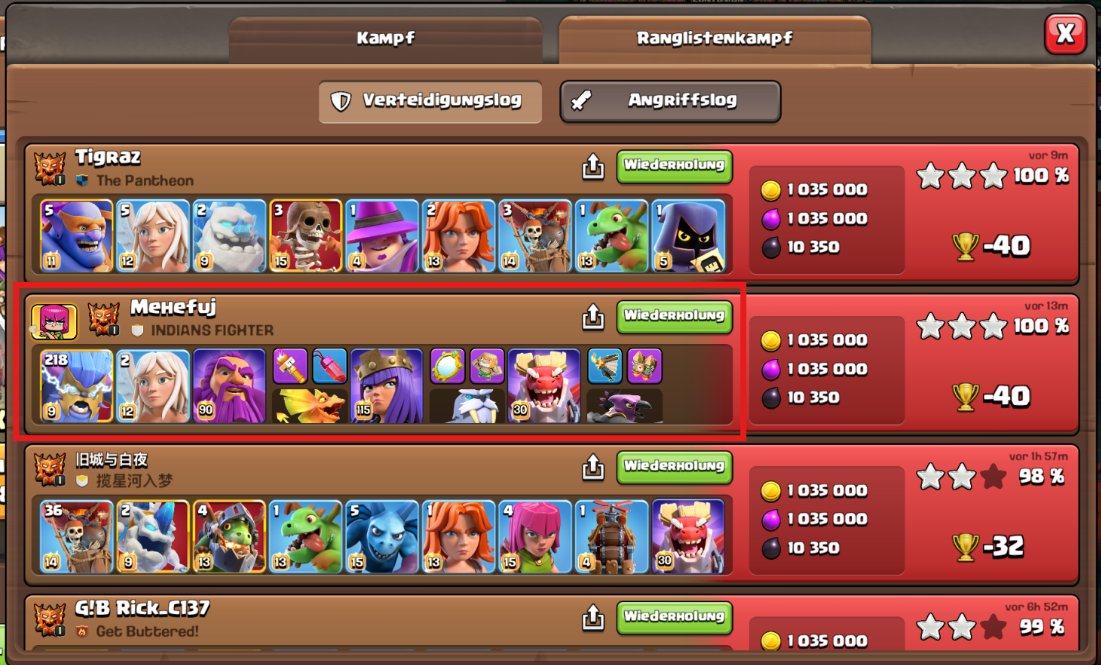 Kampf
Ranglistenkampf
X
Verteidigungslog
Angriffslog
Tigraz
The Pantheon
Wiederholung
vor 9m
100 %
1 035 000
1 035 000
10 350
-40
5 5 2 3 1 2 3 1 1
11 12 9 15 4 13 14 13 5
Mehefuj
INDIANS FIGHTER
Wiederholung
vor 13m
100 %
1 035 000
1 035 000
10 350
-40
218 2
9 12 90 115 30
旧城与白夜
揽星河入梦
Wiederholung
vor 1h 57m
98 %
1 035 000
1 035 000
10 350
-32
36 2 4 1 5 1 4 1
14 9 13 13 13 13 15 4 30
G!B Rick_C137
Get Buttered!
Wiederholung
vor 6h 52m
99 %
1 035 000